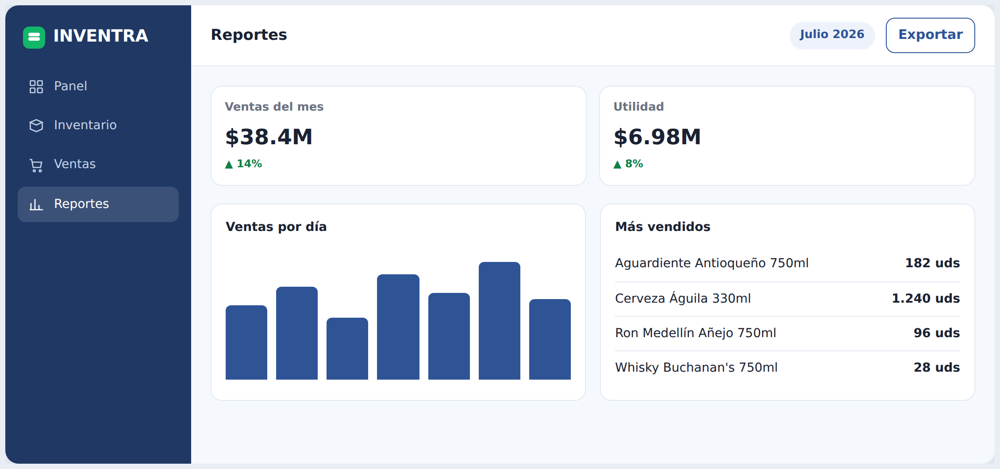 INVENTRA
Panel
Inventario
Ventas
Reportes
Reportes
Julio 2026
Exportar
Ventas del mes
$38.4M
▲ 14%
Utilidad
$6.98M
▲ 8%
Ventas por día
Más vendidos
Aguardiente Antioqueño 750ml 182 uds
Cerveza Águila 330ml 1.240 uds
Ron Medellín Añejo 750ml 96 uds
Whisky Buchanan's 750ml 28 uds